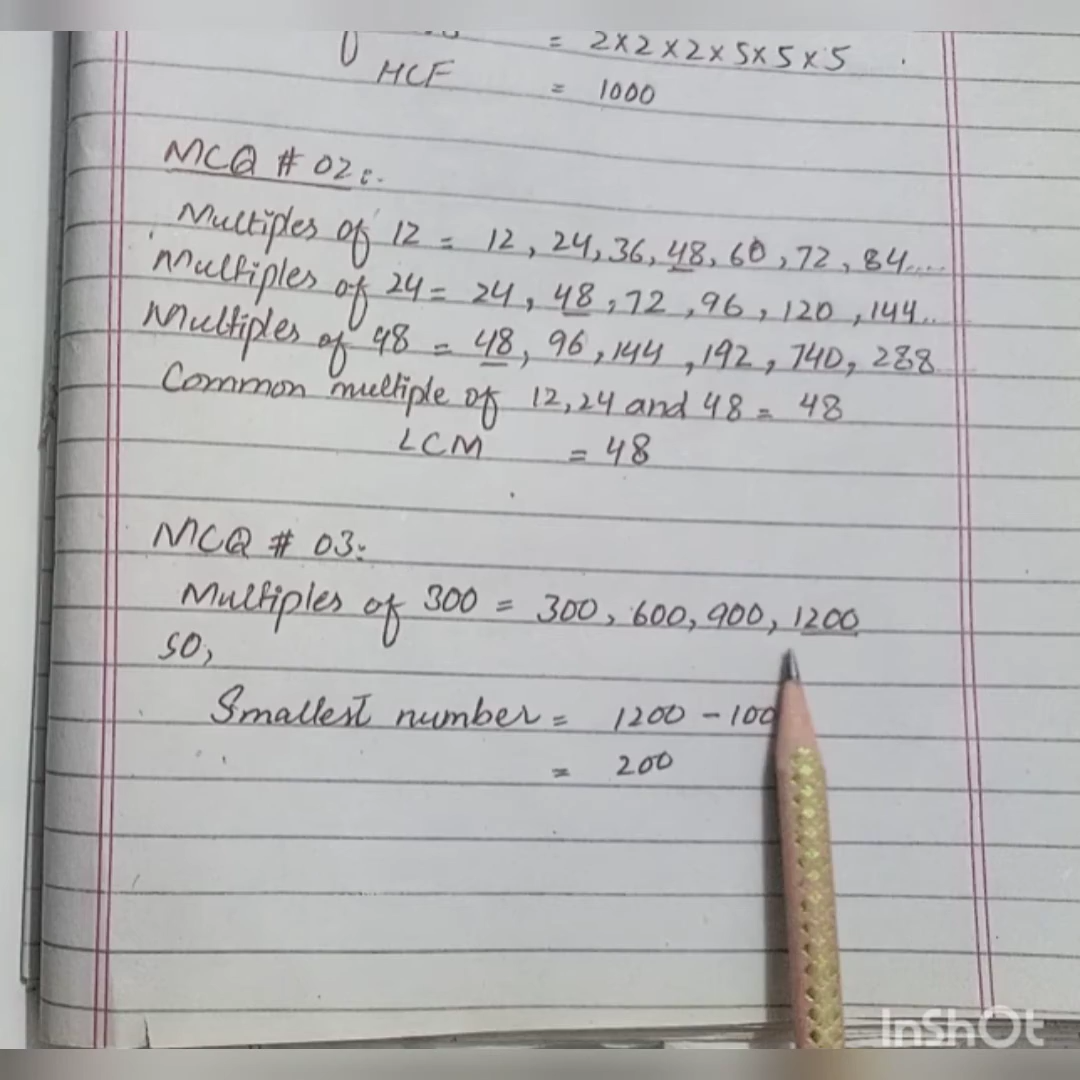 = 2×2×2×5×5×5
HCF = 1000
MCQ # 02:.
Multiples of 12 = 12, 24, 36, 48, 60, 72, 84....
Multiples of 24 = 24, 48, 72, 96, 120, 144..
Multiples of 48 = 48, 96, 144, 192, 740, 288
Common multiple of 12, 24 and 48 = 48
LCM = 48
MCQ # 03:
Multiples of 300 = 300, 600, 900, 1200
SO,
Smallest number = 1200 - 100
= 200
InShOt